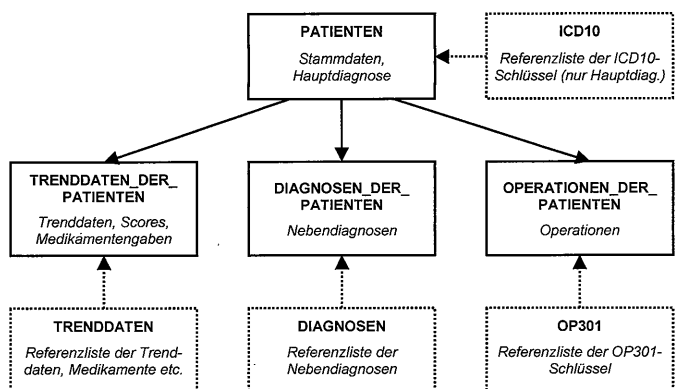 PATIENTEN
Stammdaten,
Hauptdiagnose
ICD10
Referenzliste der ICD10-
Schlüssel (nur Hauptdiag.)
TRENDDATEN_DER_
PATIENTEN
Trenddaten, Scores,
Medikamentengaben
DIAGNOSEN_DER_
PATIENTEN
Nebendiagnosen
OPERATIONEN_DER_
PATIENTEN
Operationen
TRENDDATEN
Referenzliste der Trend-
daten, Medikamente etc.
DIAGNOSEN
Referenzliste der
Nebendiagnosen
OP301
Referenzliste der OP301-
Schlüssel